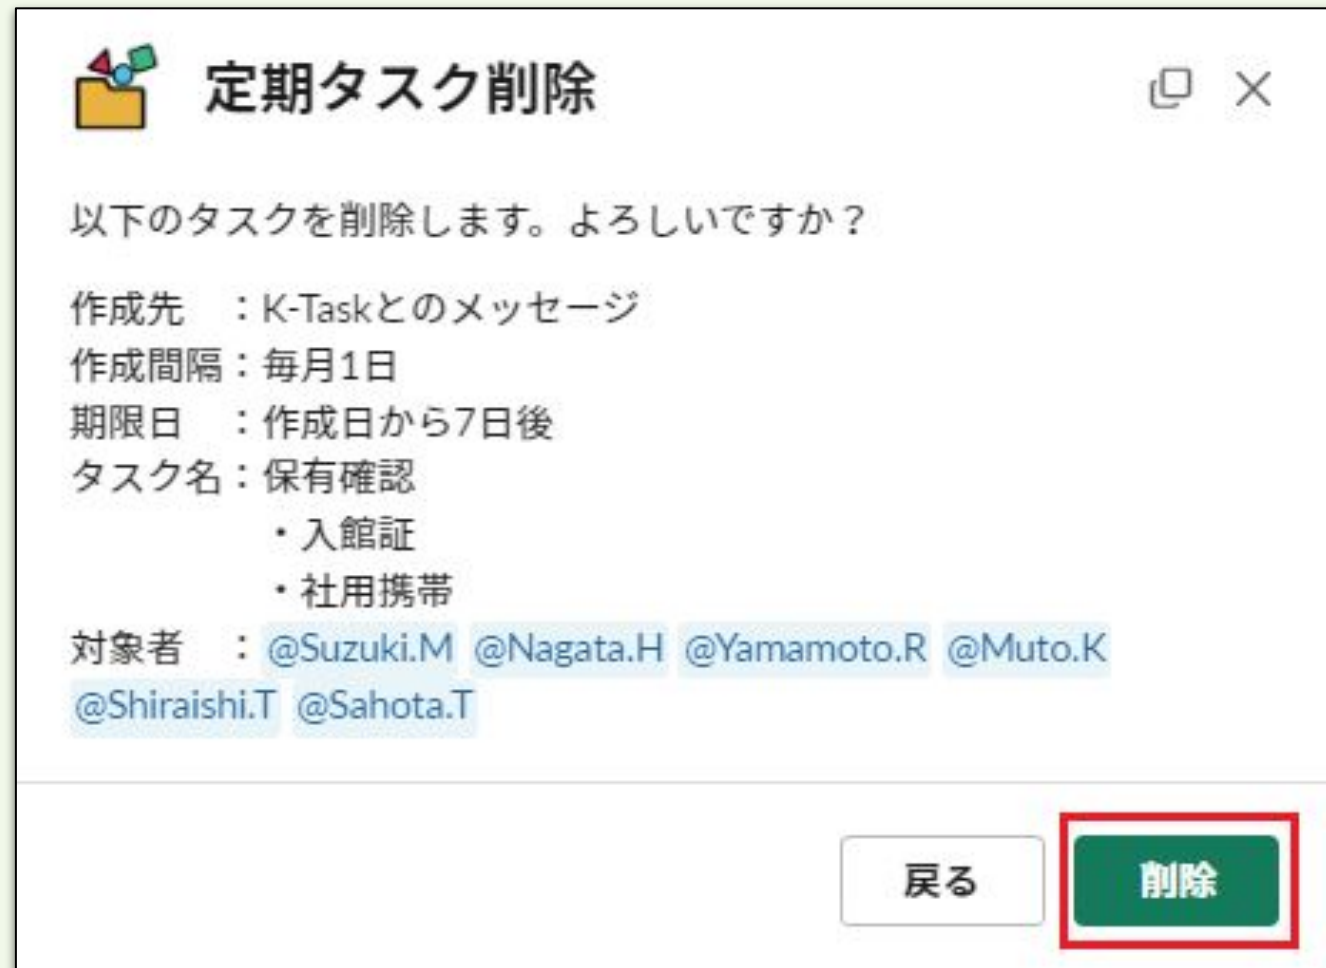 定期タスク削除
以下のタスクを削除します。よろしいですか？
作成先　：K-Taskとのメッセージ
作成間隔：毎月1日
期限日　：作成日から7日後
タスク名：保有確認
・入館証
・社用携帯
対象者　：@Suzuki.M @Nagata.H @Yamamoto.R @Muto.K
@Shiraishi.T @Sahota.T
戻る 削除